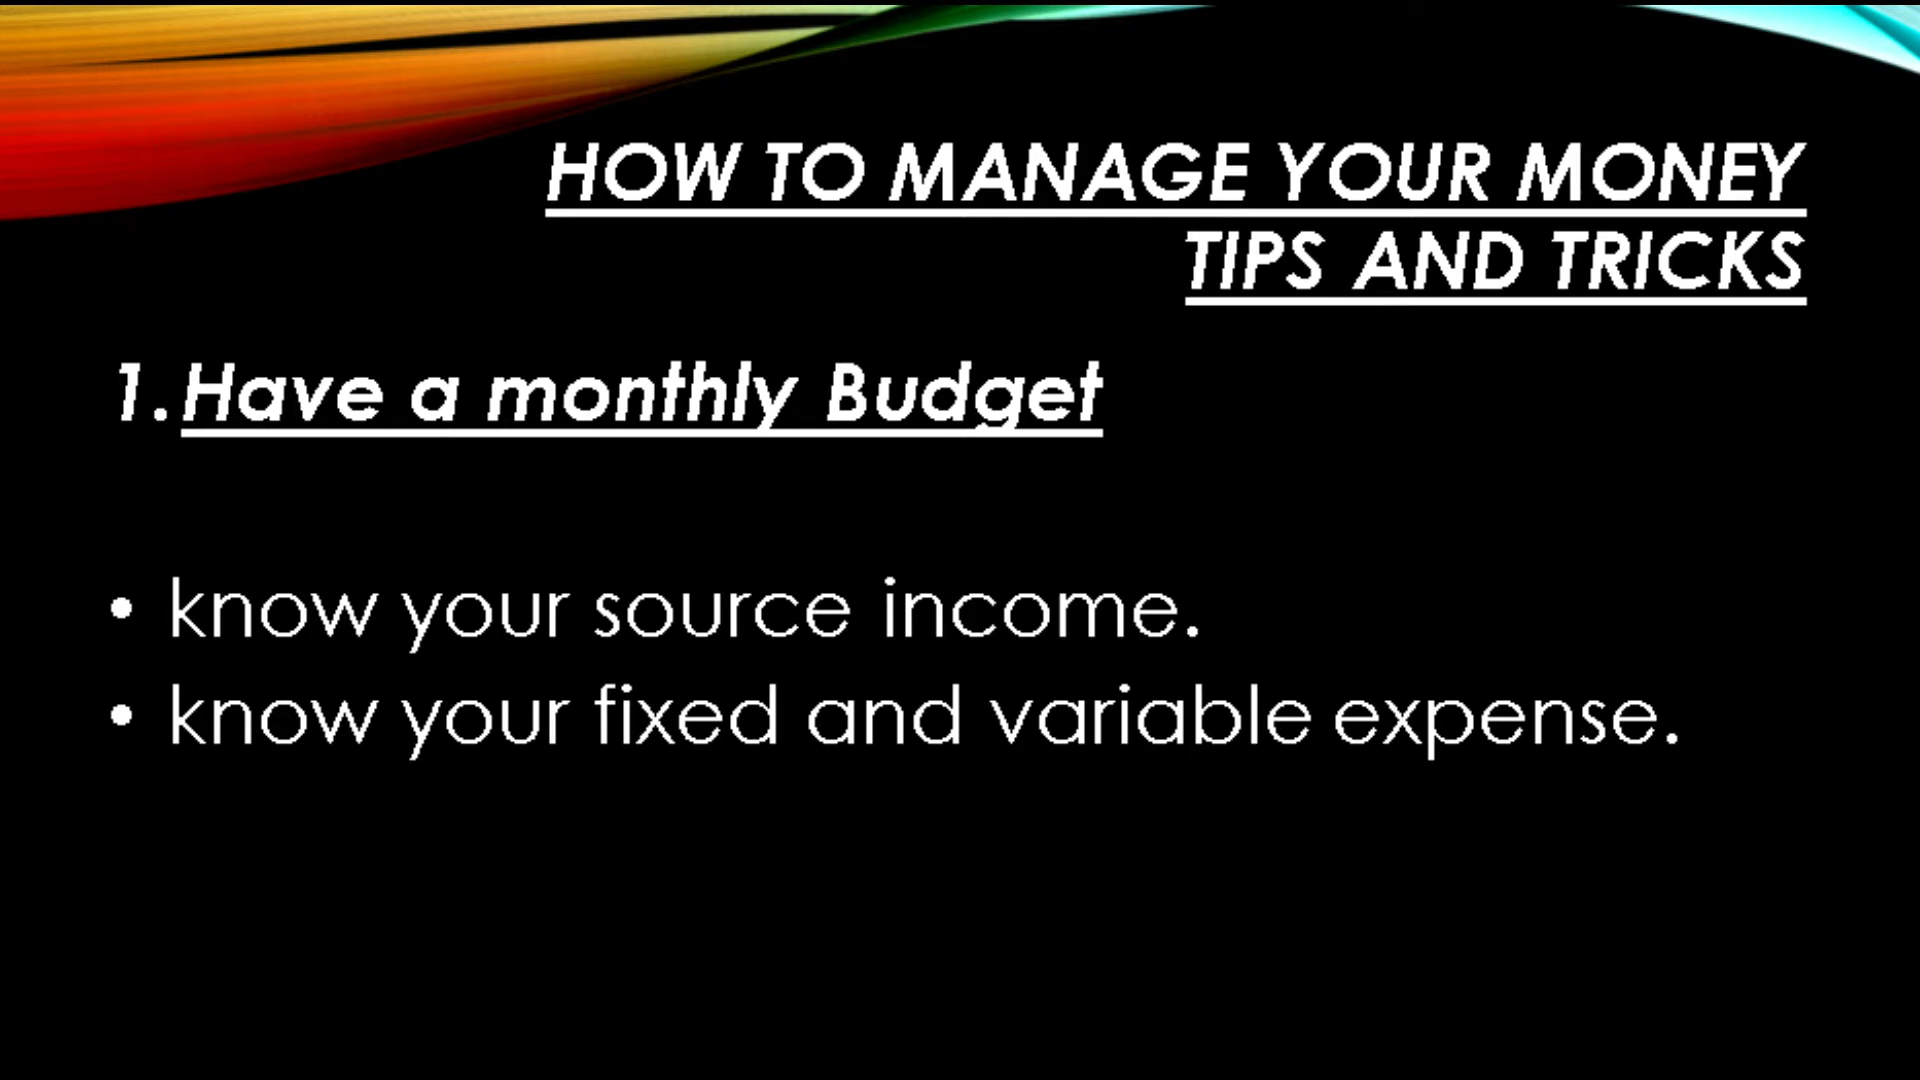 HOW TO MANAGE YOUR MONEY
TIPS AND TRICKS
1. Have a monthly Budget
• know your source income.
• know your fixed and variable expense.